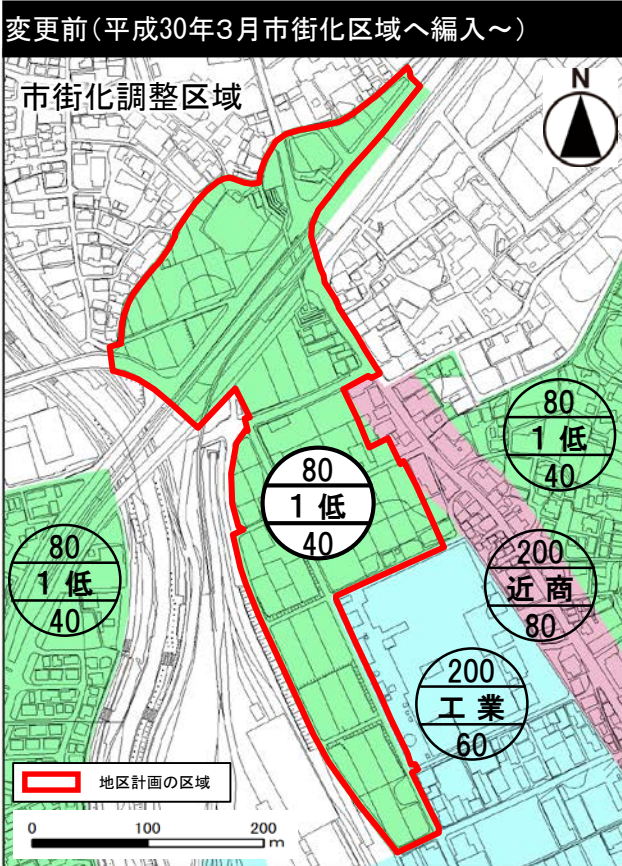 変更前(平成30年3月市街化区域へ編入～)
市街化調整区域
N
80
1 低
40
80
1 低
40
80
1 低
40
200
近 商
80
200
工 業
60
地区計画の区域
0 100 200
m